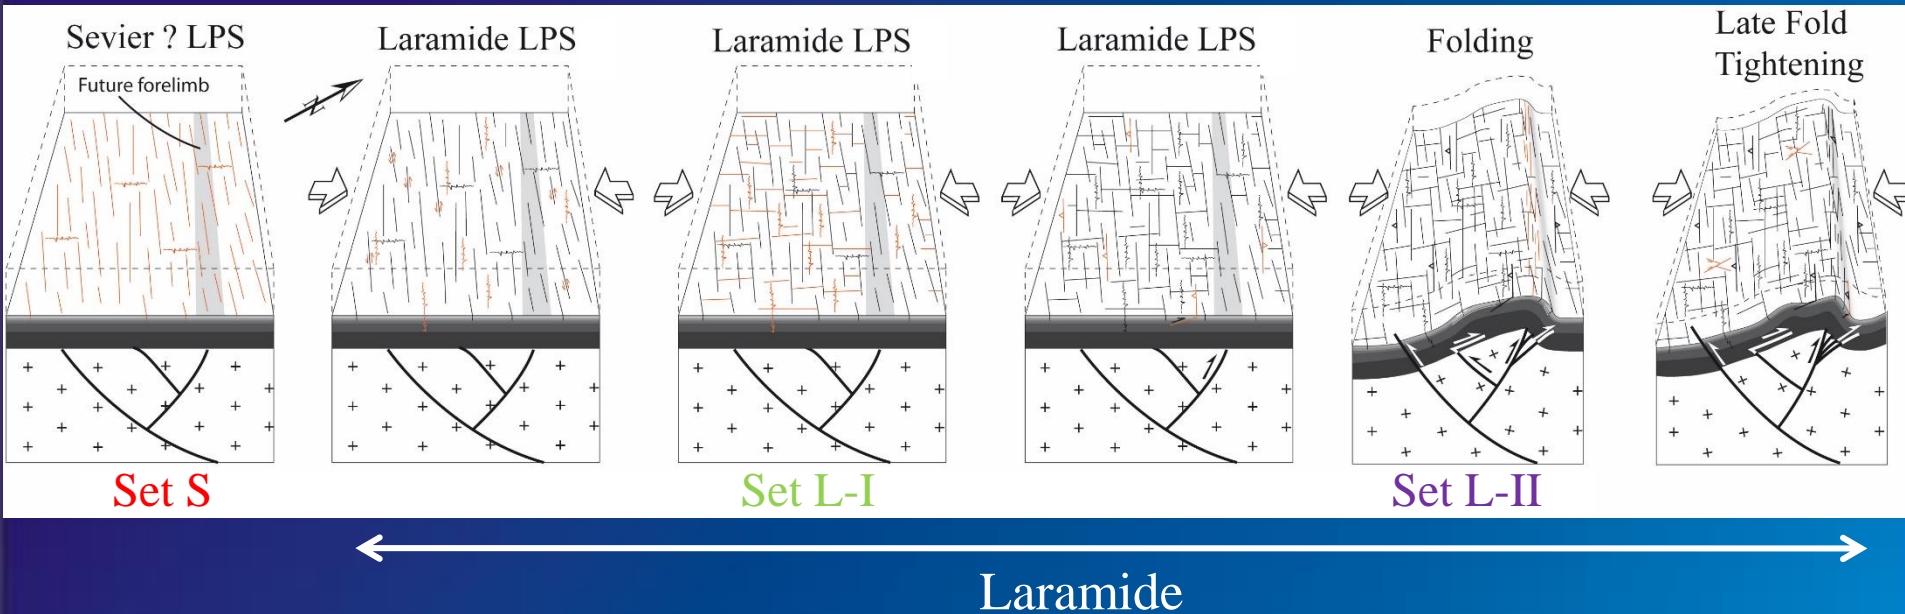 Sevier ? LPS
Future forelimb
N
Laramide LPS
Laramide LPS
Laramide LPS
Folding
Late Fold
Tightening
Set S
Set L-I
Set L-II
Laramide